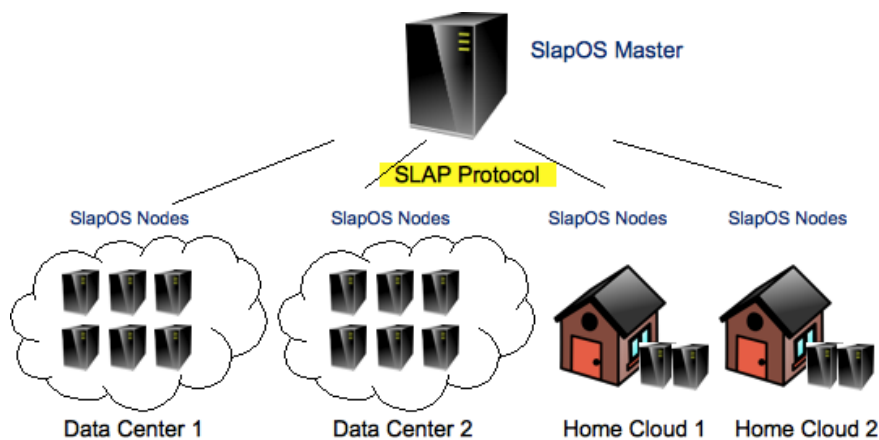 SlapOS Master
SLAP Protocol
SlapOS Nodes
SlapOS Nodes
SlapOS Nodes
SlapOS Nodes
Data Center 1
Data Center 2
Home Cloud 1
Home Cloud 2